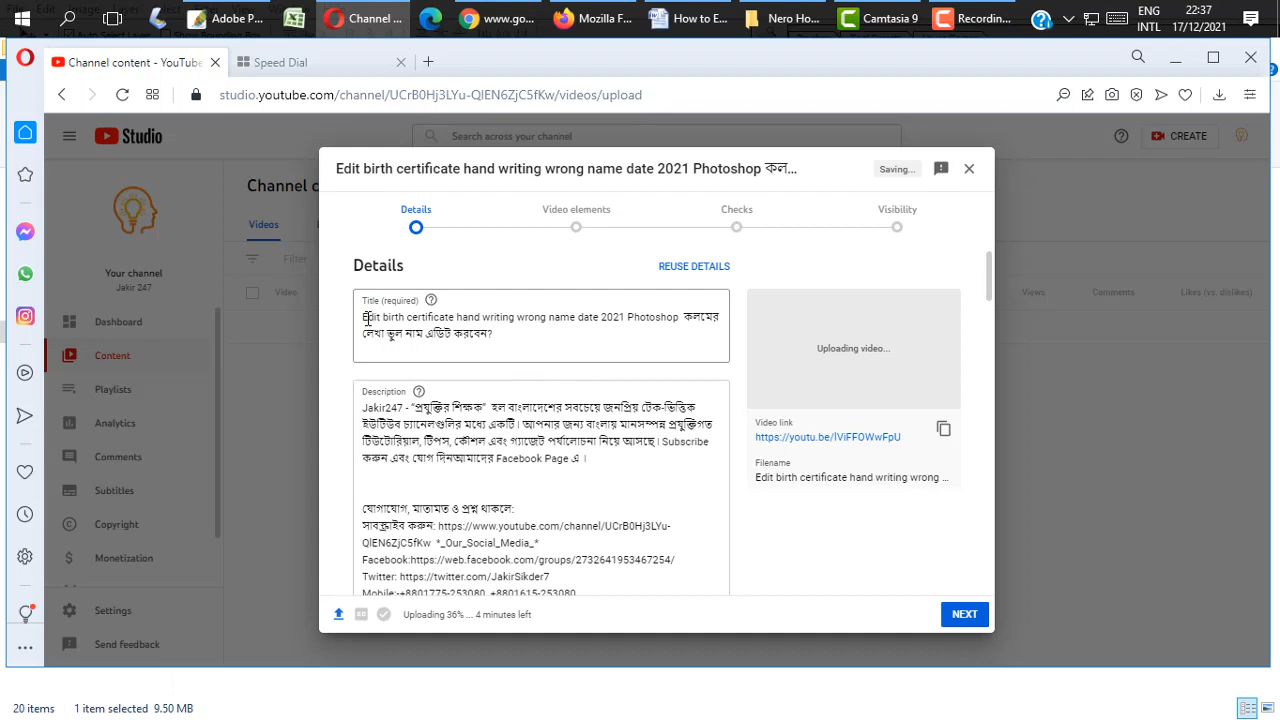 Adobe P...
Channel ...
www.go...
Mozilla F...
How to E...
Nero Ho...
Camtasia 9
Recordin...
ENG
INTL
22:37
17/12/2021
Channel content - YouTube
Speed Dial
studio.youtube.com/channel/UCrB0Hj3LYu-QIEN6ZjC5fKw/videos/upload
Studio
Search across your channel
CREATE
Channel c
Videos
Filter
Video
Views
Comments
Likes (vs. dislikes)
Your channel
Jakir 247
Dashboard
Content
Playlists
Analytics
Comments
Subtitles
Copyright
Monetization
Settings
Send feedback
Edit birth certificate hand writing wrong name date 2021 Photoshop কল...
Saving...
Details
Video elements
Checks
Visibility
Details
REUSE DETAILS
Title (required)
Edit birth certificate hand writing wrong name date 2021 Photoshop কলমের
লেখা ভুল নাম এডিট করবেন?
Description
Jakir247 - “প্রযুক্তির শিক্ষক” হল বাংলাদেশের সবচেয়ে জনপ্রিয় টেক-ভিত্তিক
ইউটিউব চ্যানেলগুলির মধ্যে একটি। আপনার জন্য বাংলায় মানসম্পন্ন প্রযুক্তিগত
টিউটোরিয়াল, টিপস, কৌশল এবং গ্যাজেট পর্যালোচনা নিয়ে আসছে। Subscribe
করুন এবং যোগ দিনআমাদের Facebook Page এ ।
যোগাযোগ, মাতামত ও প্রশ্ন থাকলে:
সাবস্ক্রাইব করুন: https://www.youtube.com/channel/UCrB0Hj3LYu-
QIEN6ZjC5fKw *_Our_Social_Media_*
Facebook:https://web.facebook.com/groups/2732641953467254/
Twitter: https://twitter.com/JakirSikder7
Mobile:-+8801775-253080, +8801615-253080
Uploading video...
Video link
https://youtu.be/lViFFOWwFpU
Filename
Edit birth certificate hand writing wrong ...
Uploading 36% ... 4 minutes left
NEXT
20 items
1 item selected 9.50 MB